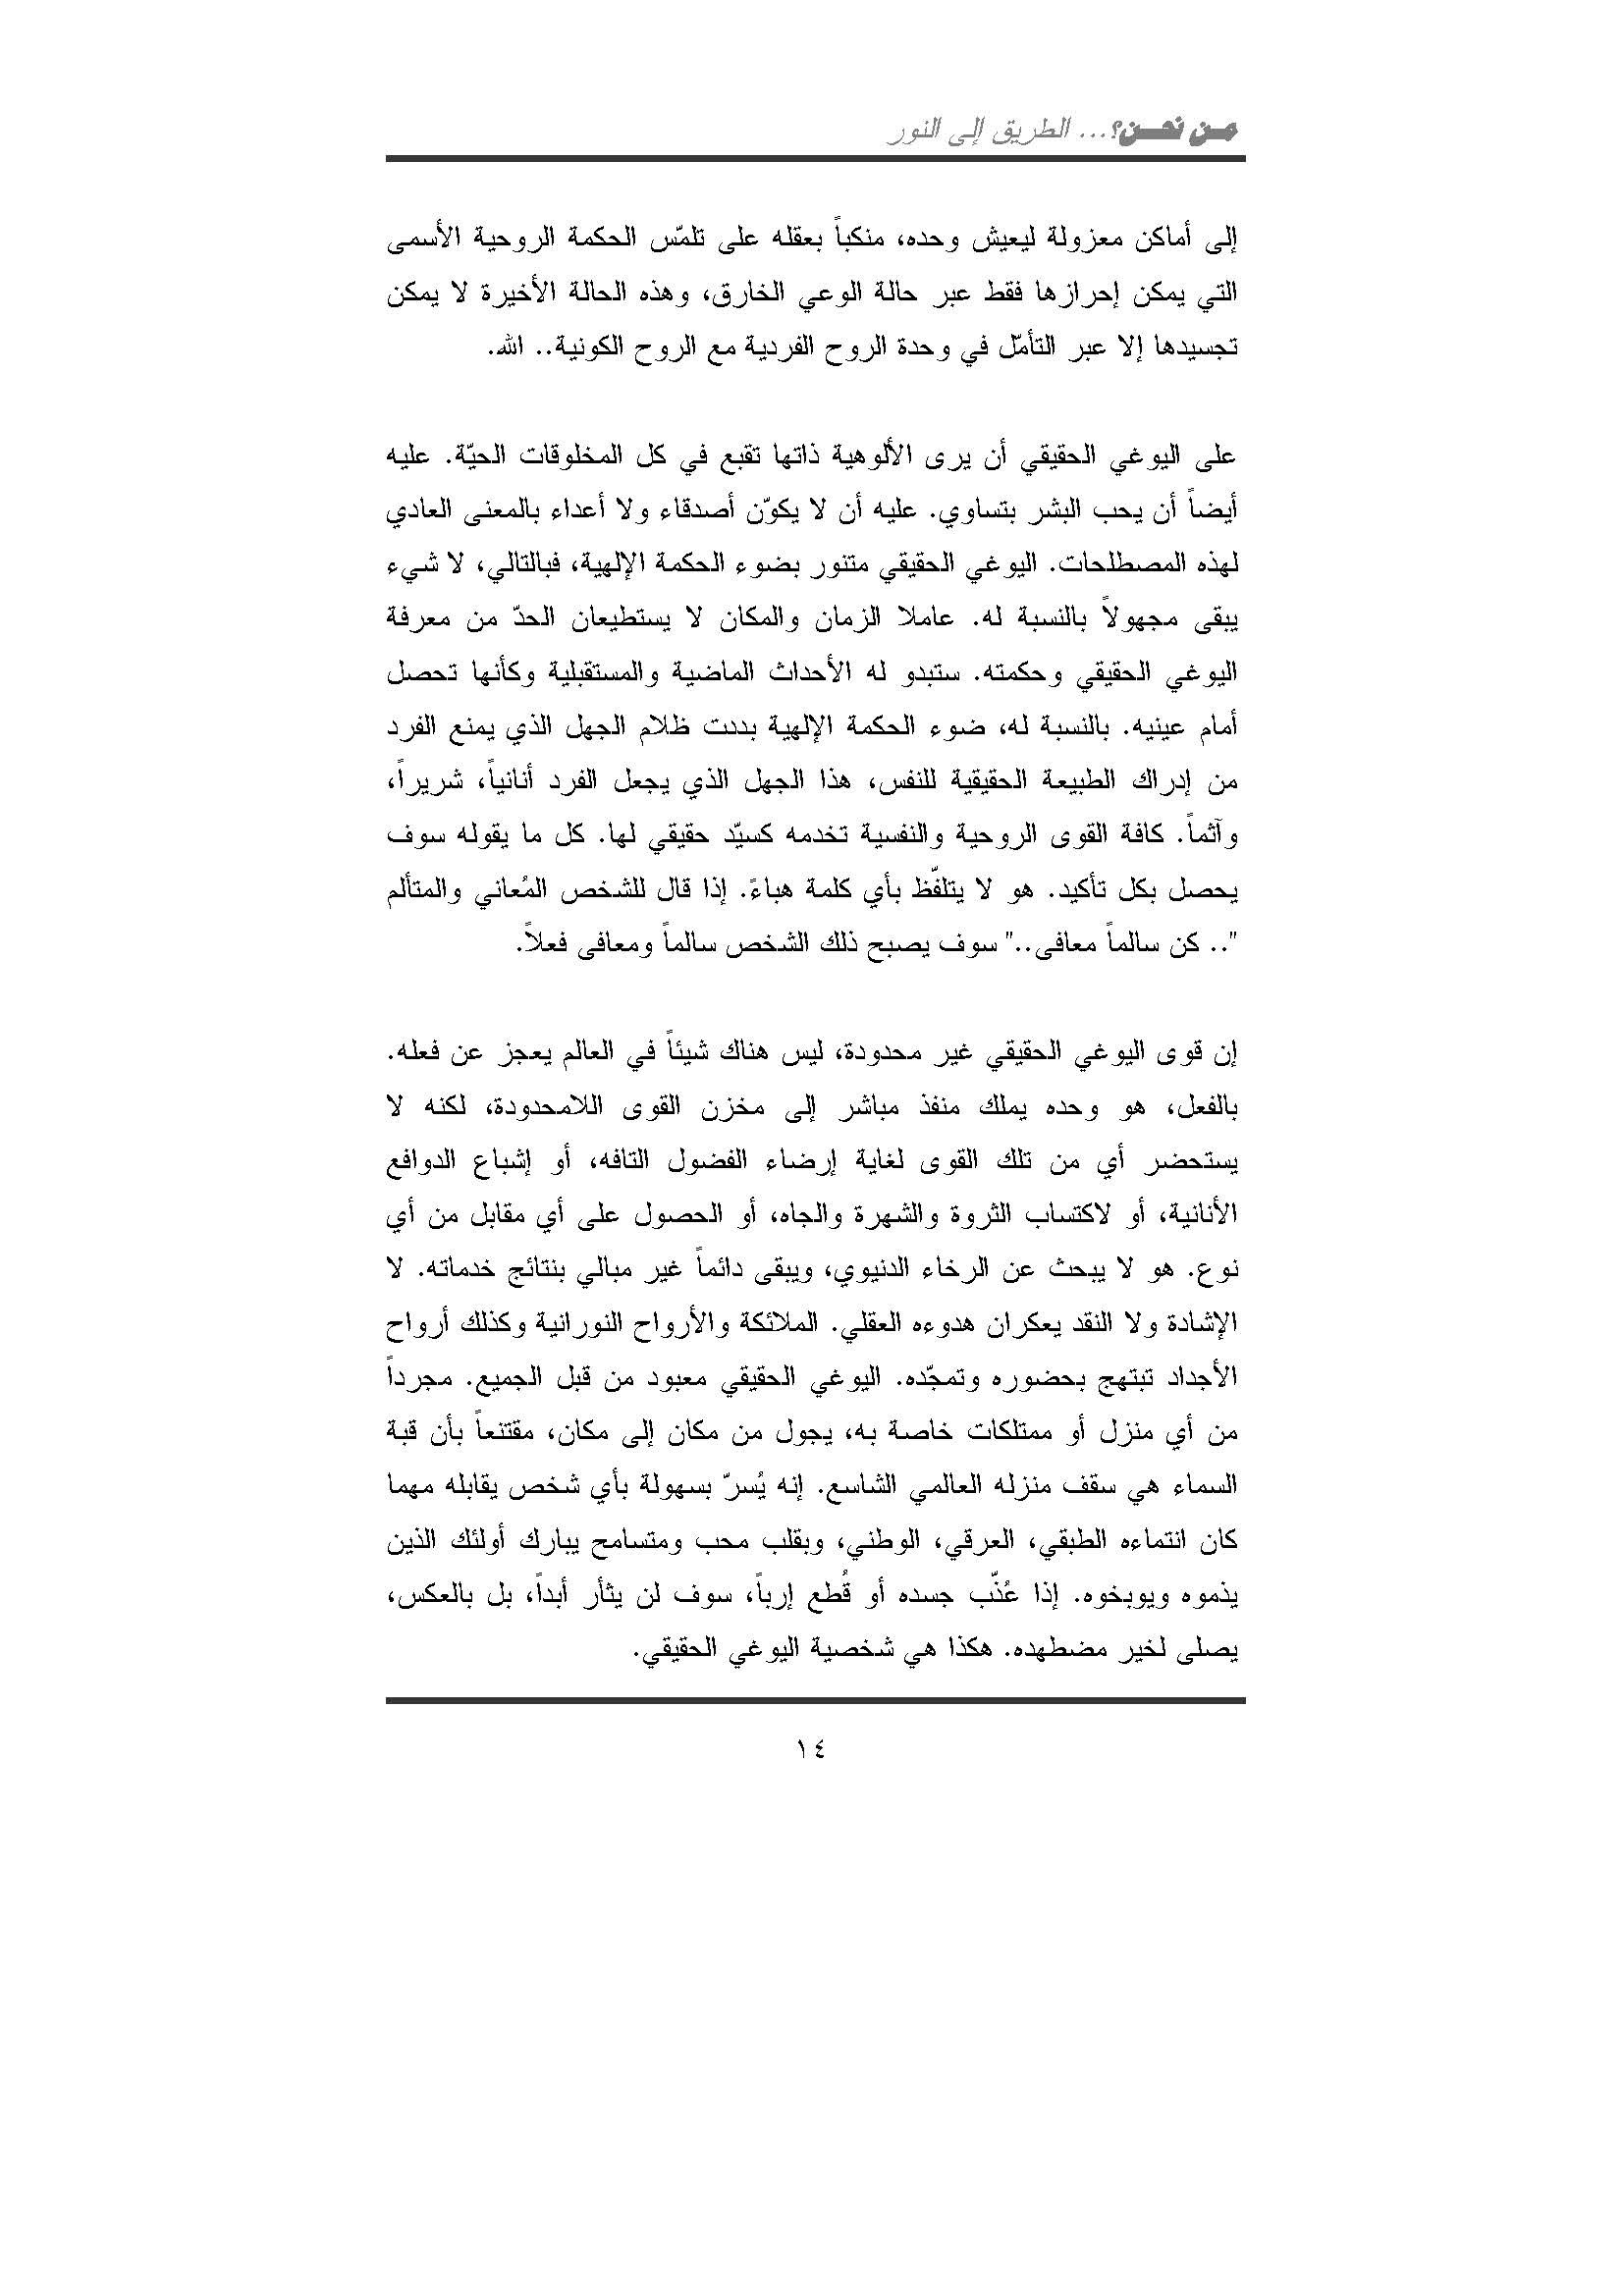 من نحن؟... الطريق إلى النور
إلى أماكن معزولة ليعيش وحده، منكباً بعقله على تلمّس الحكمة الروحية الأسمى
التي يمكن إحرازها فقط عبر حالة الوعي الخارق، وهذه الحالة الأخيرة لا يمكن
تجسيدها إلا عبر التأمّل في وحدة الروح الفردية مع الروح الكونية.. الله.
على اليوغي الحقيقي أن يرى الألوهية ذاتها تقبع في كل المخلوقات الحيّة. عليه
أيضاً أن يحب البشر بتساوي. عليه أن لا يكوّن أصدقاء ولا أعداء بالمعنى العادي
لهذه المصطلحات. اليوغي الحقيقي متنور بضوء الحكمة الإلهية، فبالتالي، لا شيء
يبقى مجهولاً بالنسبة له. عاملا الزمان والمكان لا يستطيعان الحدّ من معرفة
اليوغي الحقيقي وحكمته. ستبدو له الأحداث الماضية والمستقبلية وكأنها تحصل
أمام عينيه. بالنسبة له، ضوء الحكمة الإلهية بددت ظلام الجهل الذي يمنع الفرد
من إدراك الطبيعة الحقيقية للنفس، هذا الجهل الذي يجعل الفرد أنانياً، شريراً،
وآثماً. كافة القوى الروحية والنفسية تخدمه كسيّد حقيقي لها. كل ما يقوله سوف
يحصل بكل تأكيد. هو لا يتلفّظ بأي كلمة هباءً. إذا قال للشخص المُعاني والمتألم
".. كن سالماً معافى.." سوف يصبح ذلك الشخص سالماً ومعافى فعلاً.
إن قوى اليوغي الحقيقي غير محدودة، ليس هناك شيئاً في العالم يعجز عن فعله.
بالفعل، هو وحده يملك منفذ مباشر إلى مخزن القوى اللامحدودة، لكنه لا
يستحضر أي من تلك القوى لغاية إرضاء الفضول التافه، أو إشباع الدوافع
الأنانية، أو لاكتساب الثروة والشهرة والجاه، أو الحصول على أي مقابل من أي
نوع. هو لا يبحث عن الرخاء الدنيوي، ويبقى دائماً غير مبالي بنتائج خدماته. لا
الإشادة ولا النقد يعكران هدوءه العقلي. الملائكة والأرواح النورانية وكذلك أرواح
الأجداد تبتهج بحضوره وتمجّده. اليوغي الحقيقي معبود من قبل الجميع. مجرداً
من أي منزل أو ممتلكات خاصة به، يجول من مكان إلى مكان، مقتنعاً بأن قبة
السماء هي سقف منزله العالمي الشاسع. إنه يُسرّ بسهولة بأي شخص يقابله مهما
كان انتماءه الطبقي، العرقي، الوطني، وبقلب محب ومتسامح يبارك أولئك الذين
يذموه ويوبخوه. إذا عُذّب جسده أو قُطع إرباً، سوف لن يثأر أبداً، بل بالعكس،
يصلى لخير مضطهده. هكذا هي شخصية اليوغي الحقيقي.
١٤